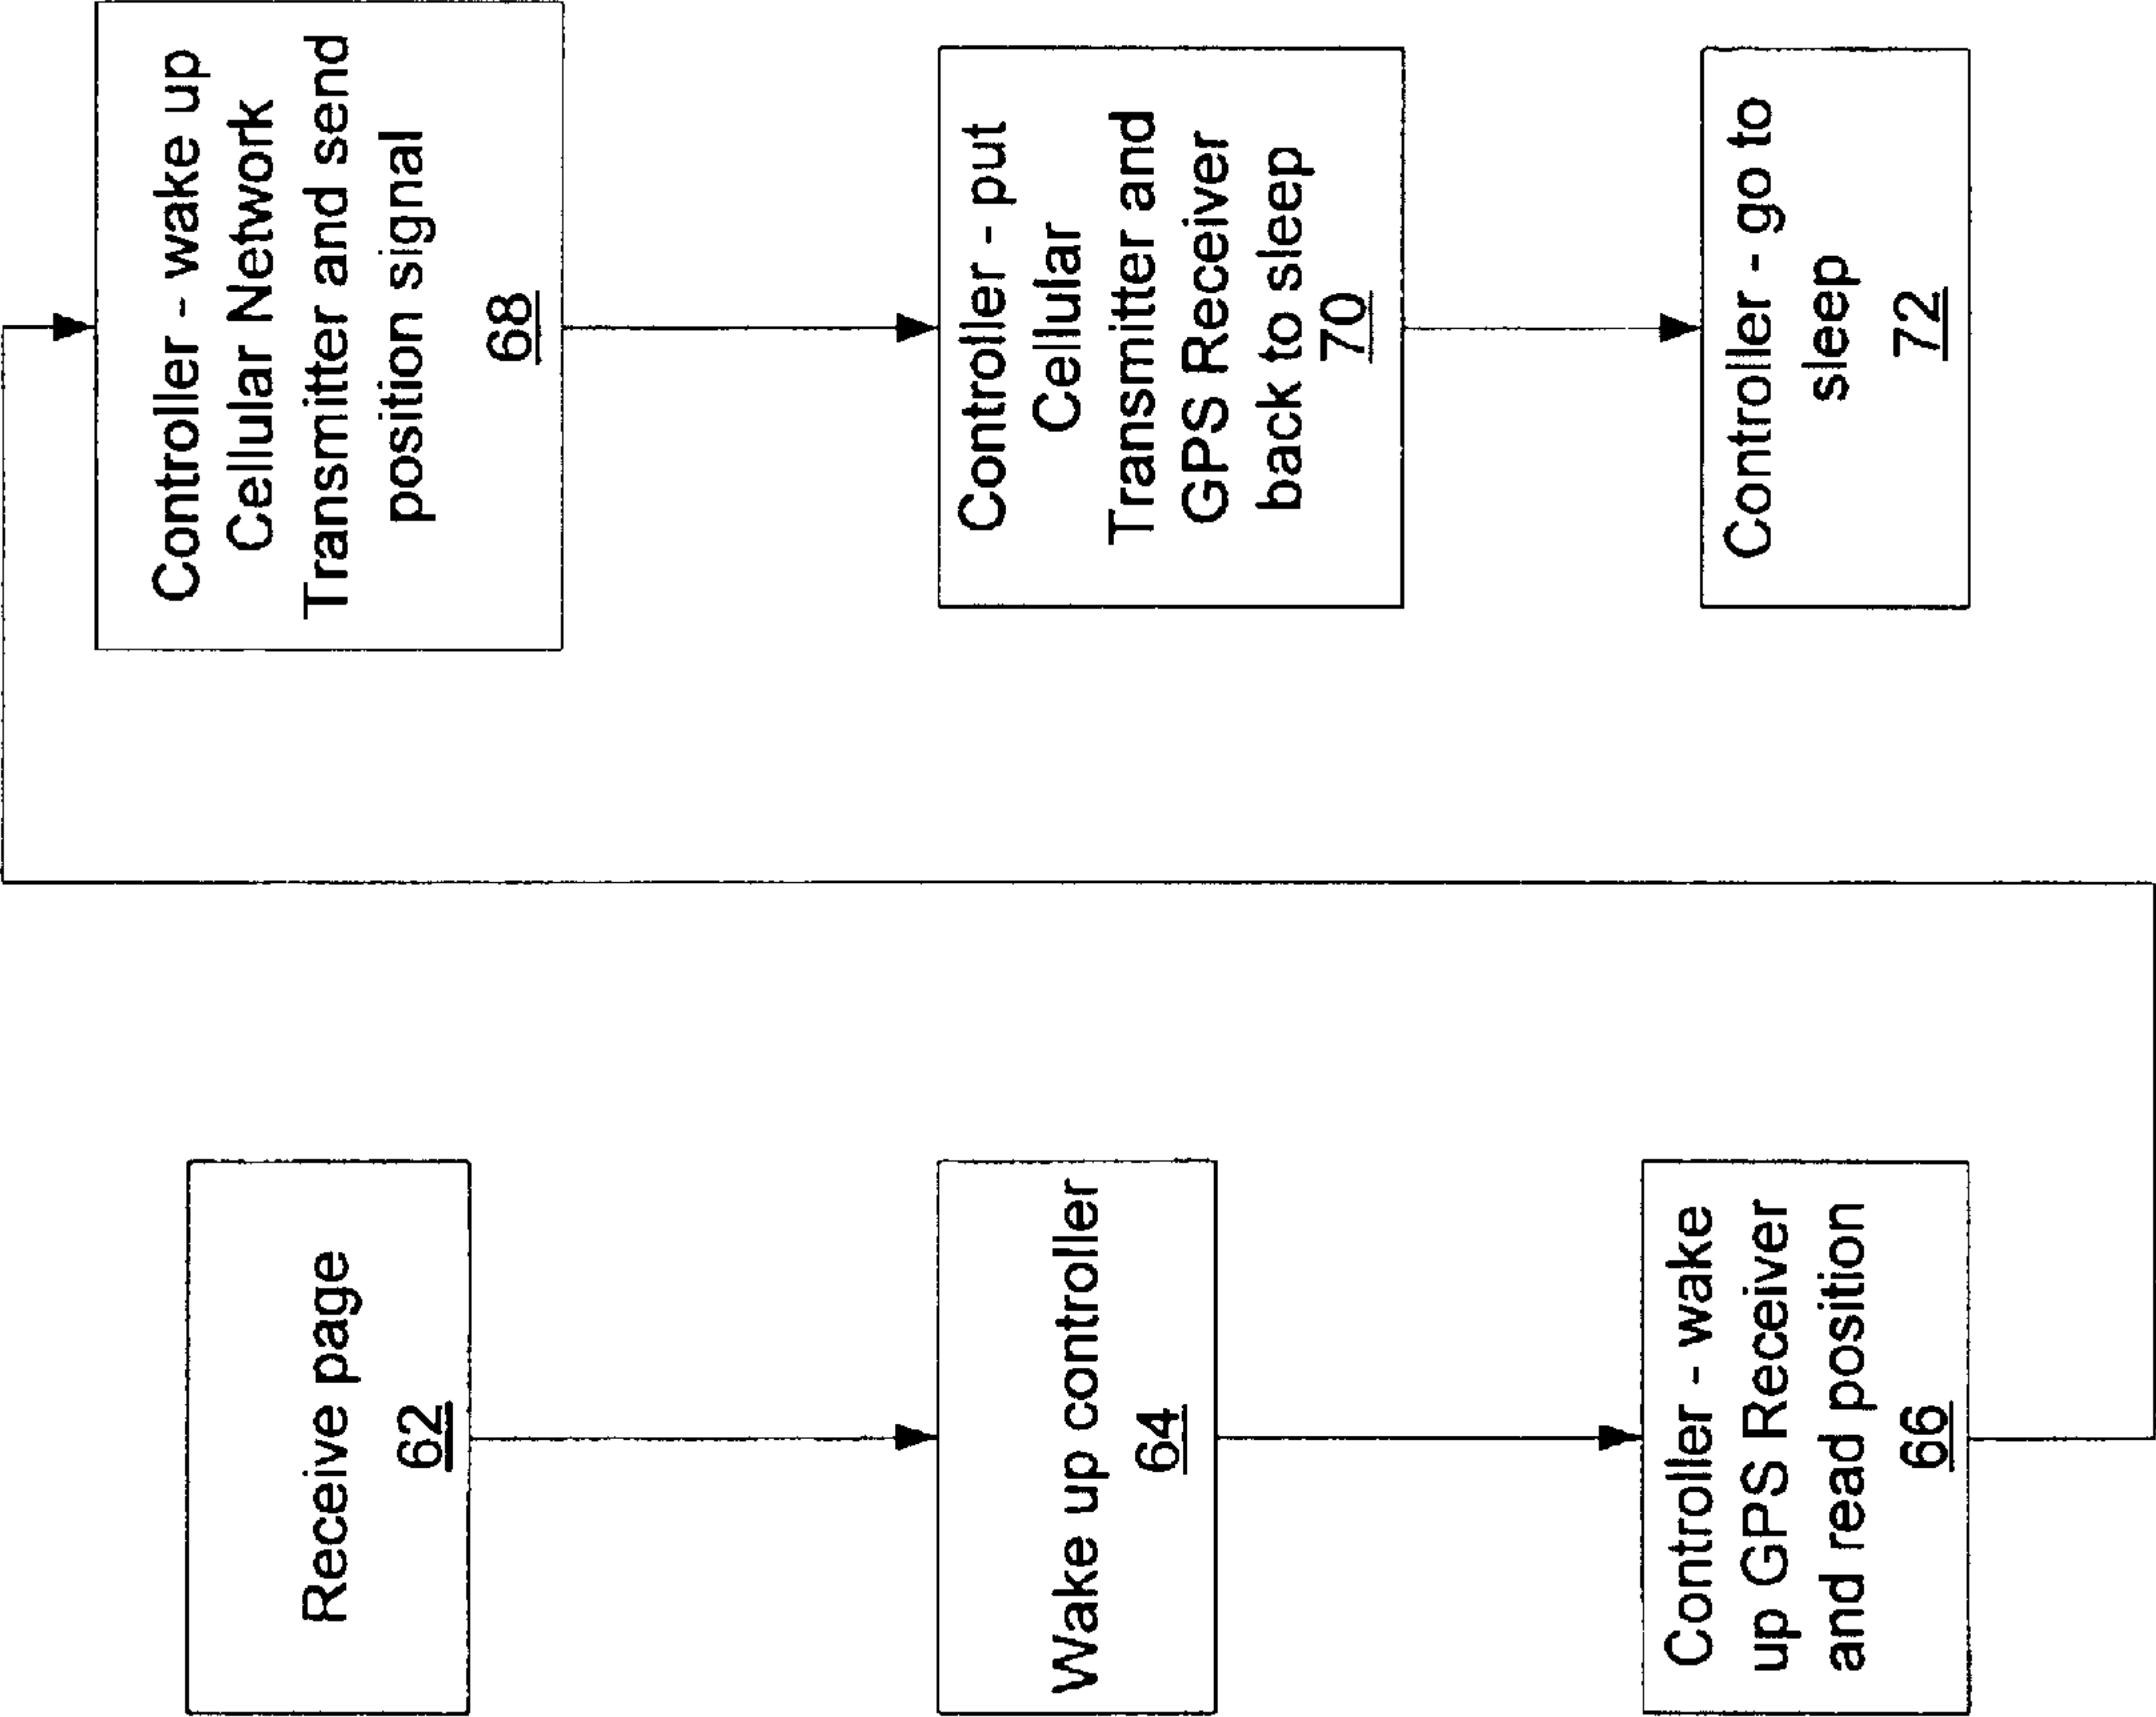 Receive page
62
Wake up controller
64
Controller - wake
up GPS Receiver
and read position
66
Controller - wake up
Cellular Network
Transmitter and send
position signal
68
Controller - put
Cellular
Transmitter and
GPS Receiver
back to sleep
70
Controller - go to
sleep
72